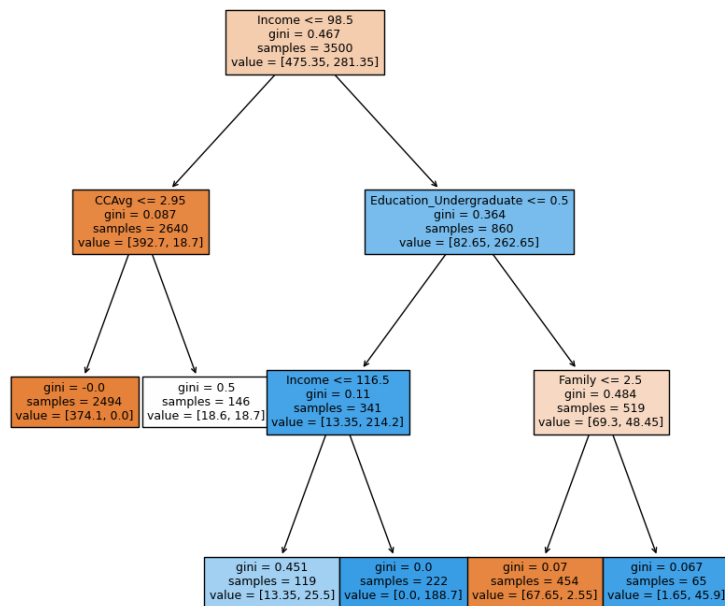 Income <= 98.5
gini = 0.467
samples = 3500
value = [475.35, 281.35]
CCAvg <= 2.95
gini = 0.087
samples = 2640
value = [392.7, 18.7]
Education_Undergraduate <= 0.5
gini = 0.364
samples = 860
value = [82.65, 262.65]
gini = -0.0
samples = 2494
value = [374.1, 0.0]
gini = 0.5
samples = 146
value = [18.6, 18.7]
Income <= 116.5
gini = 0.11
samples = 341
value = [13.35, 214.2]
Family <= 2.5
gini = 0.484
samples = 519
value = [69.3, 48.45]
gini = 0.451
samples = 119
value = [13.35, 25.5]
gini = 0.0
samples = 222
value = [0.0, 188.7]
gini = 0.07
samples = 454
value = [67.65, 2.55]
gini = 0.067
samples = 65
value = [1.65, 45.9]